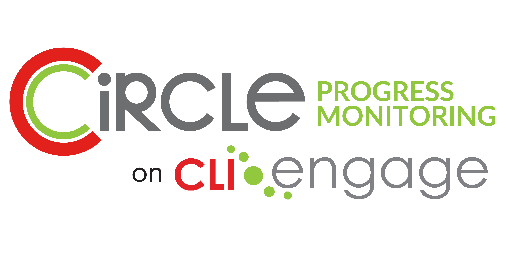 CiRCLE PROGRESS
MONITORING
on CLI engage